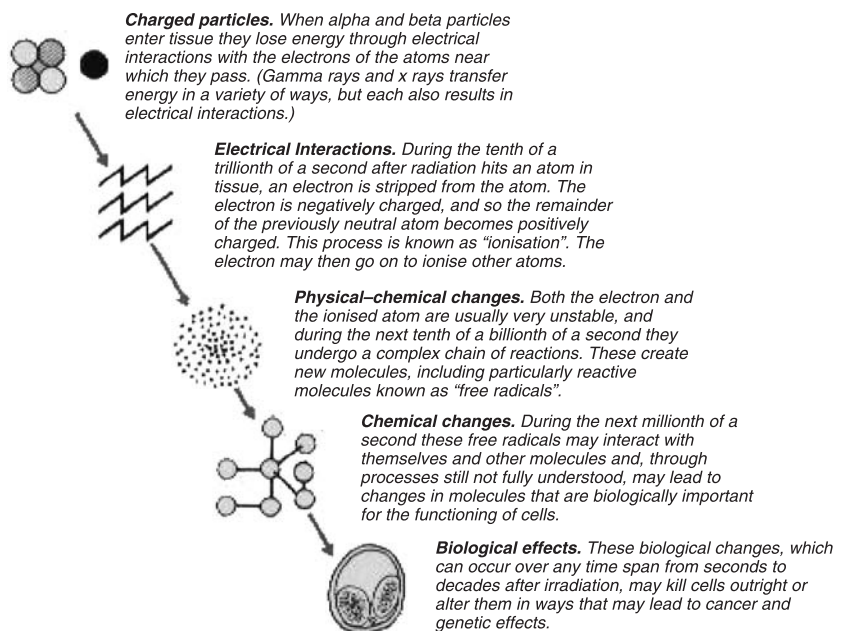 Charged particles. When alpha and beta particles
enter tissue they lose energy through electrical
interactions with the electrons of the atoms near
which they pass. (Gamma rays and x rays transfer
energy in a variety of ways, but each also results in
electrical interactions.)
Electrical Interactions. During the tenth of a
trillionth of a second after radiation hits an atom in
tissue, an electron is stripped from the atom. The
electron is negatively charged, and so the remainder
of the previously neutral atom becomes positively
charged. This process is known as “ionisation”. The
electron may then go on to ionise other atoms.
Physical–chemical changes. Both the electron and
the ionised atom are usually very unstable, and
during the next tenth of a billionth of a second they
undergo a complex chain of reactions. These create
new molecules, including particularly reactive
molecules known as “free radicals”.
Chemical changes. During the next millionth of a
second these free radicals may interact with
themselves and other molecules and, through
processes still not fully understood, may lead to
changes in molecules that are biologically important
for the functioning of cells.
Biological effects. These biological changes, which
can occur over any time span from seconds to
decades after irradiation, may kill cells outright or
alter them in ways that may lead to cancer and
genetic effects.